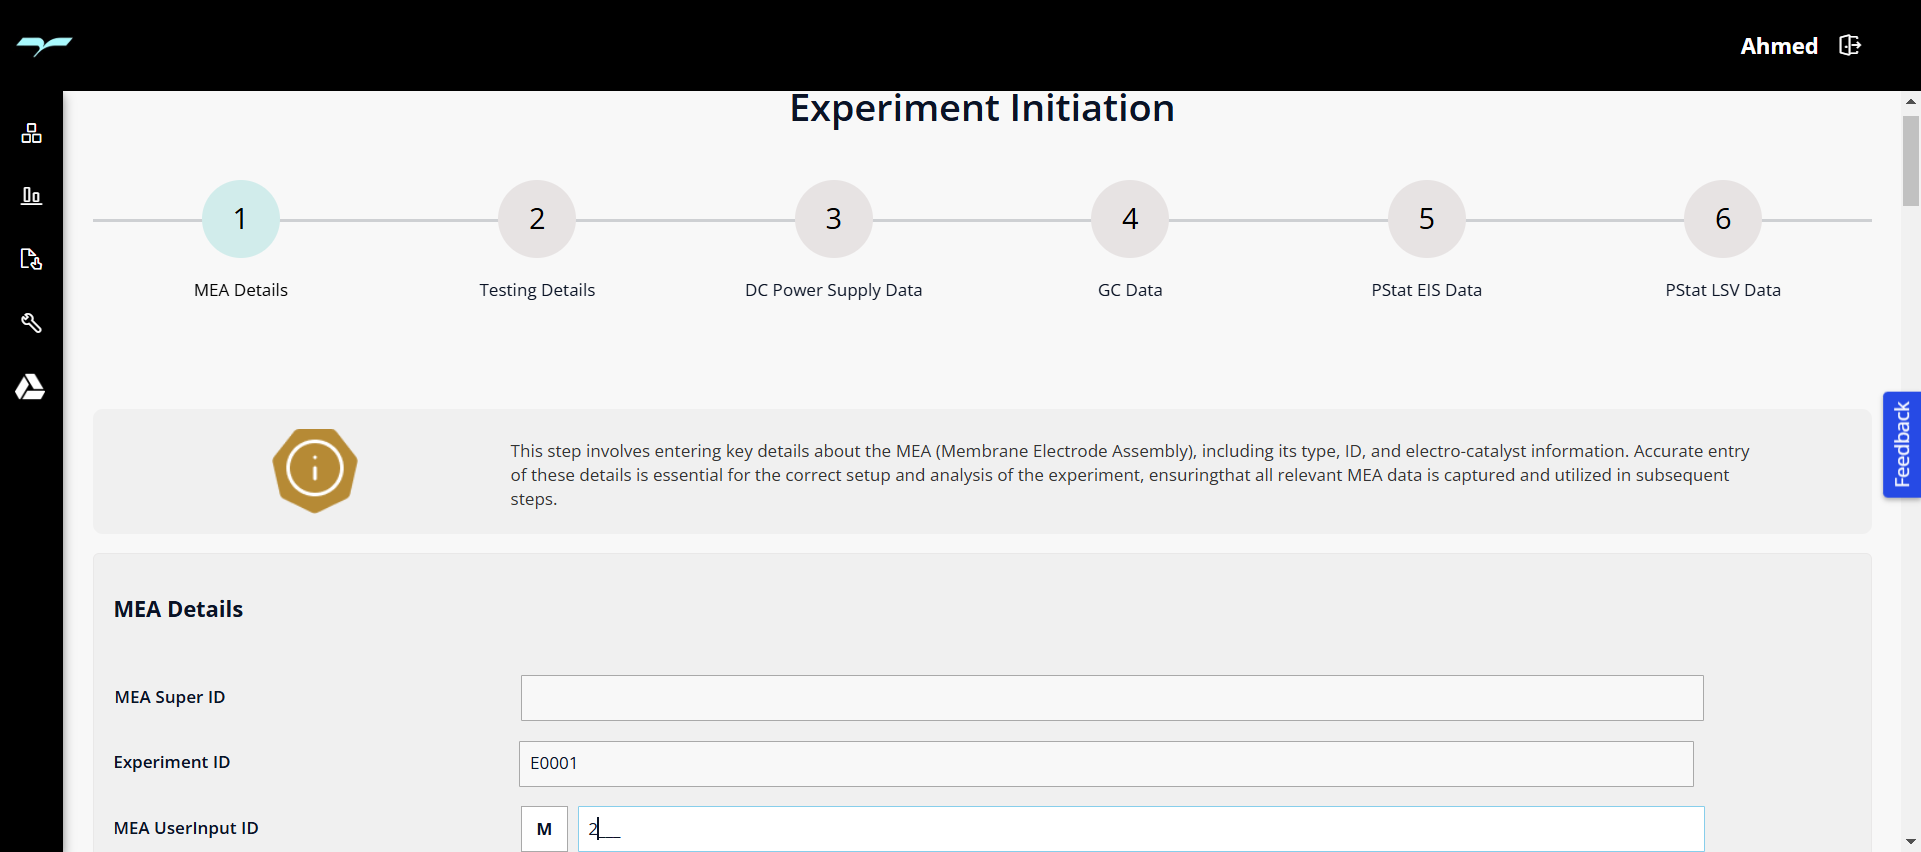 Ahmed
Experiment Initiation
1 2 3 4 5 6
MEA Details Testing Details DC Power Supply Data GC Data PStat EIS Data PStat LSV Data
This step involves entering key details about the MEA (Membrane Electrode Assembly), including its type, ID, and electro-catalyst information. Accurate entry
of these details is essential for the correct setup and analysis of the experiment, ensuringthat all relevant MEA data is captured and utilized in subsequent
steps.
Feedback
MEA Details
MEA Super ID
Experiment ID E0001
MEA UserInput ID M 2___